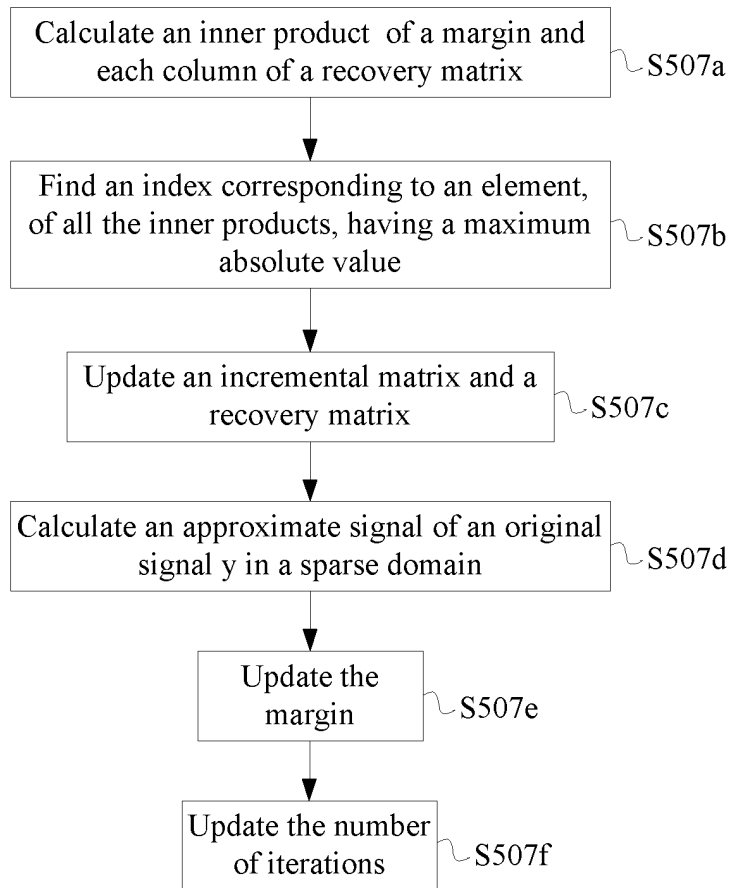 Calculate an inner product of a margin and
each column of a recovery matrix
S507a
Find an index corresponding to an element,
of all the inner products, having a maximum
absolute value
S507b
Update an incremental matrix and a
recovery matrix
S507c
Calculate an approximate signal of an original
signal y in a sparse domain
S507d
Update the
margin
S507e
Update the number
of iterations
S507f